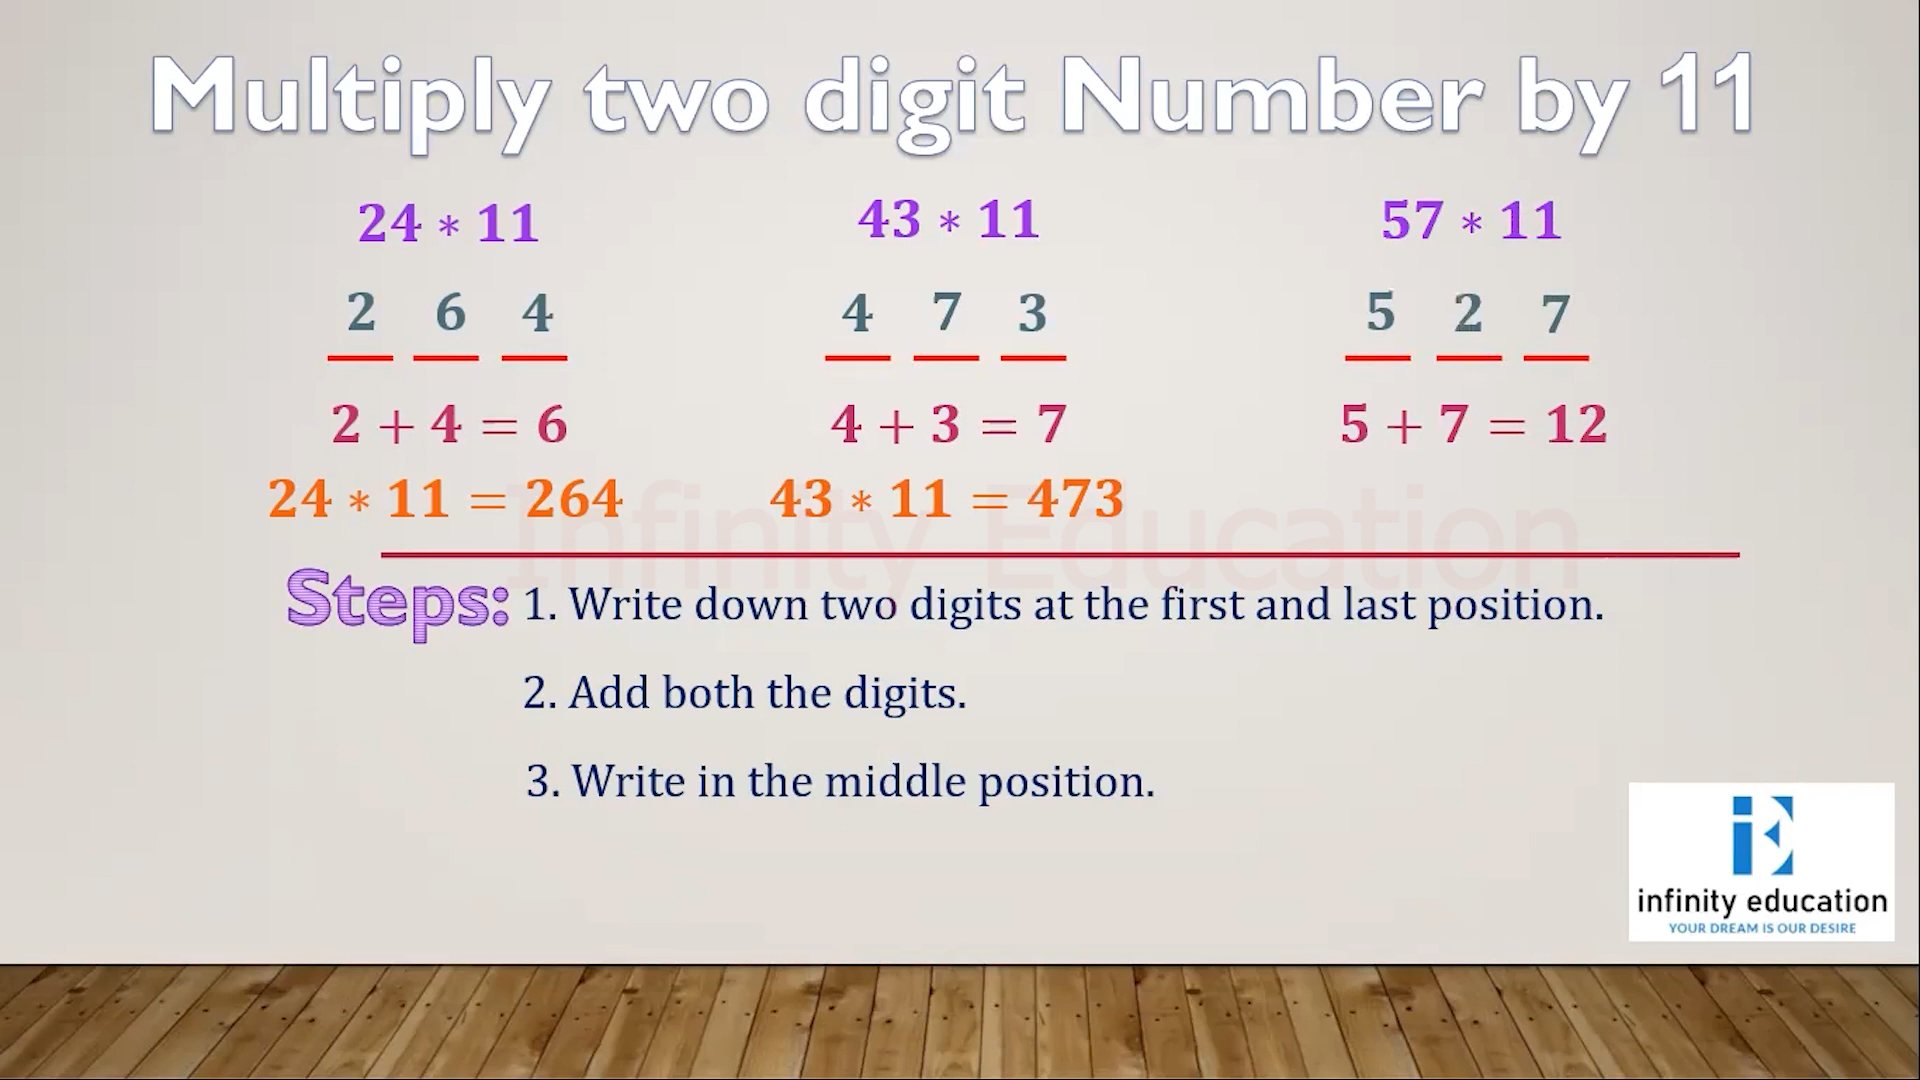 Multiply two digit Number by 11
24 * 11
2 6 4
2 + 4 = 6
24 * 11 = 264
43 * 11
4 7 3
4 + 3 = 7
43 * 11 = 473
57 * 11
5 2 7
5 + 7 = 12
Infinity Education
Steps: 1. Write down two digits at the first and last position.
2. Add both the digits.
3. Write in the middle position.
iE
infinity education
YOUR DREAM IS OUR DESIRE